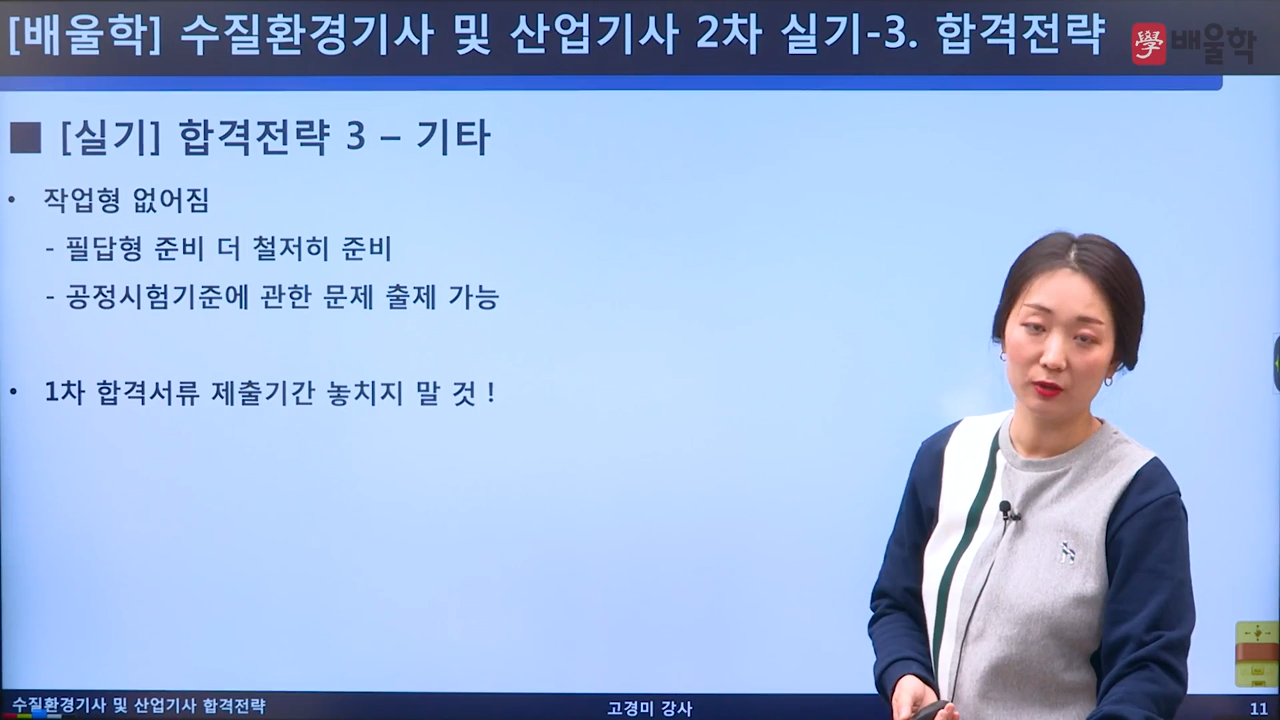 [배울학] 수질환경기사 및 산업기사 2차 실기-3. 합격전략
學 배울학
■ [실기] 합격전략 3 – 기타
• 작업형 없어짐
- 필답형 준비 더 철저히 준비
- 공정시험기준에 관한 문제 출제 가능
• 1차 합격서류 제출기간 놓치지 말 것 !
수질환경기사 및 산업기사 합격전략
고경미 강사
11